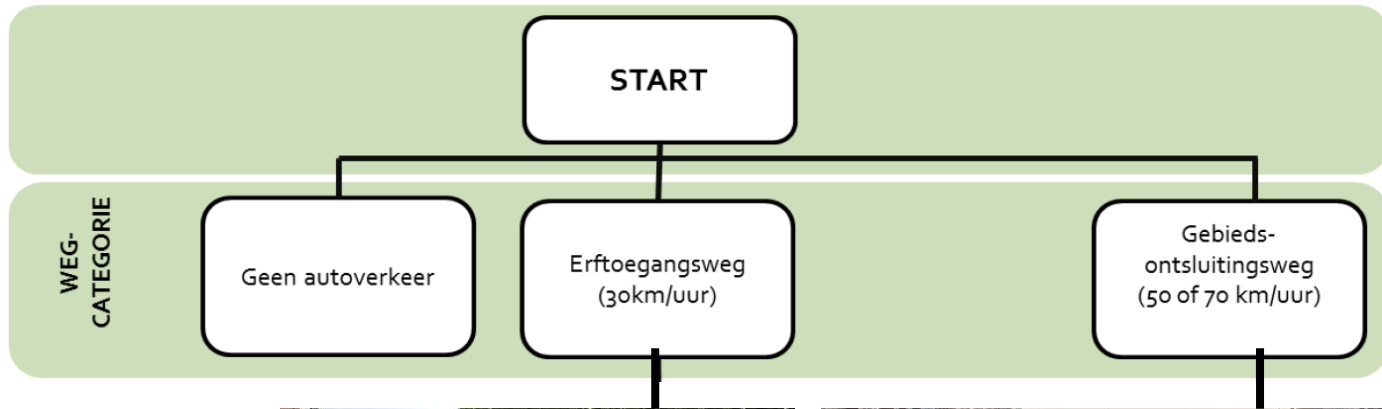 START
WEG-
CATEGORIE
Geen autoverkeer
Erftoegangsweg
(30km/uur)
Gebieds-
ontsluitingsweg
(50 of 70 km/uur)